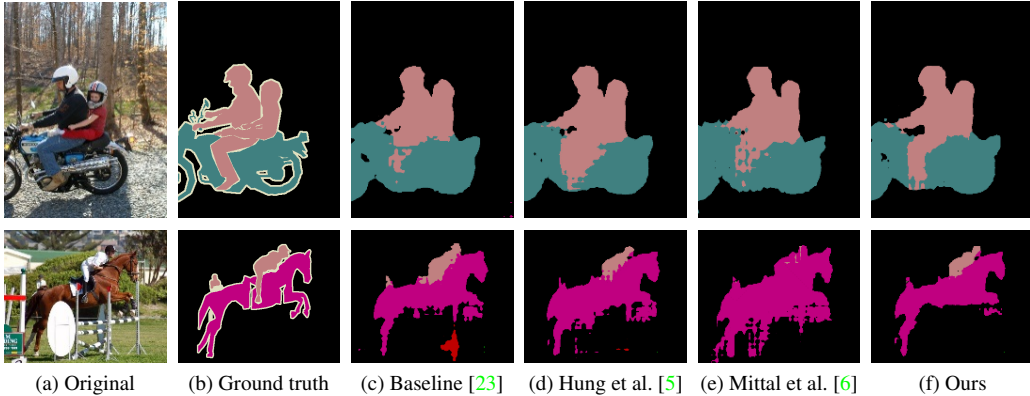 (a) Original (b) Ground truth (c) Baseline [23] (d) Hung et al. [5] (e) Mittal et al. [6] (f) Ours